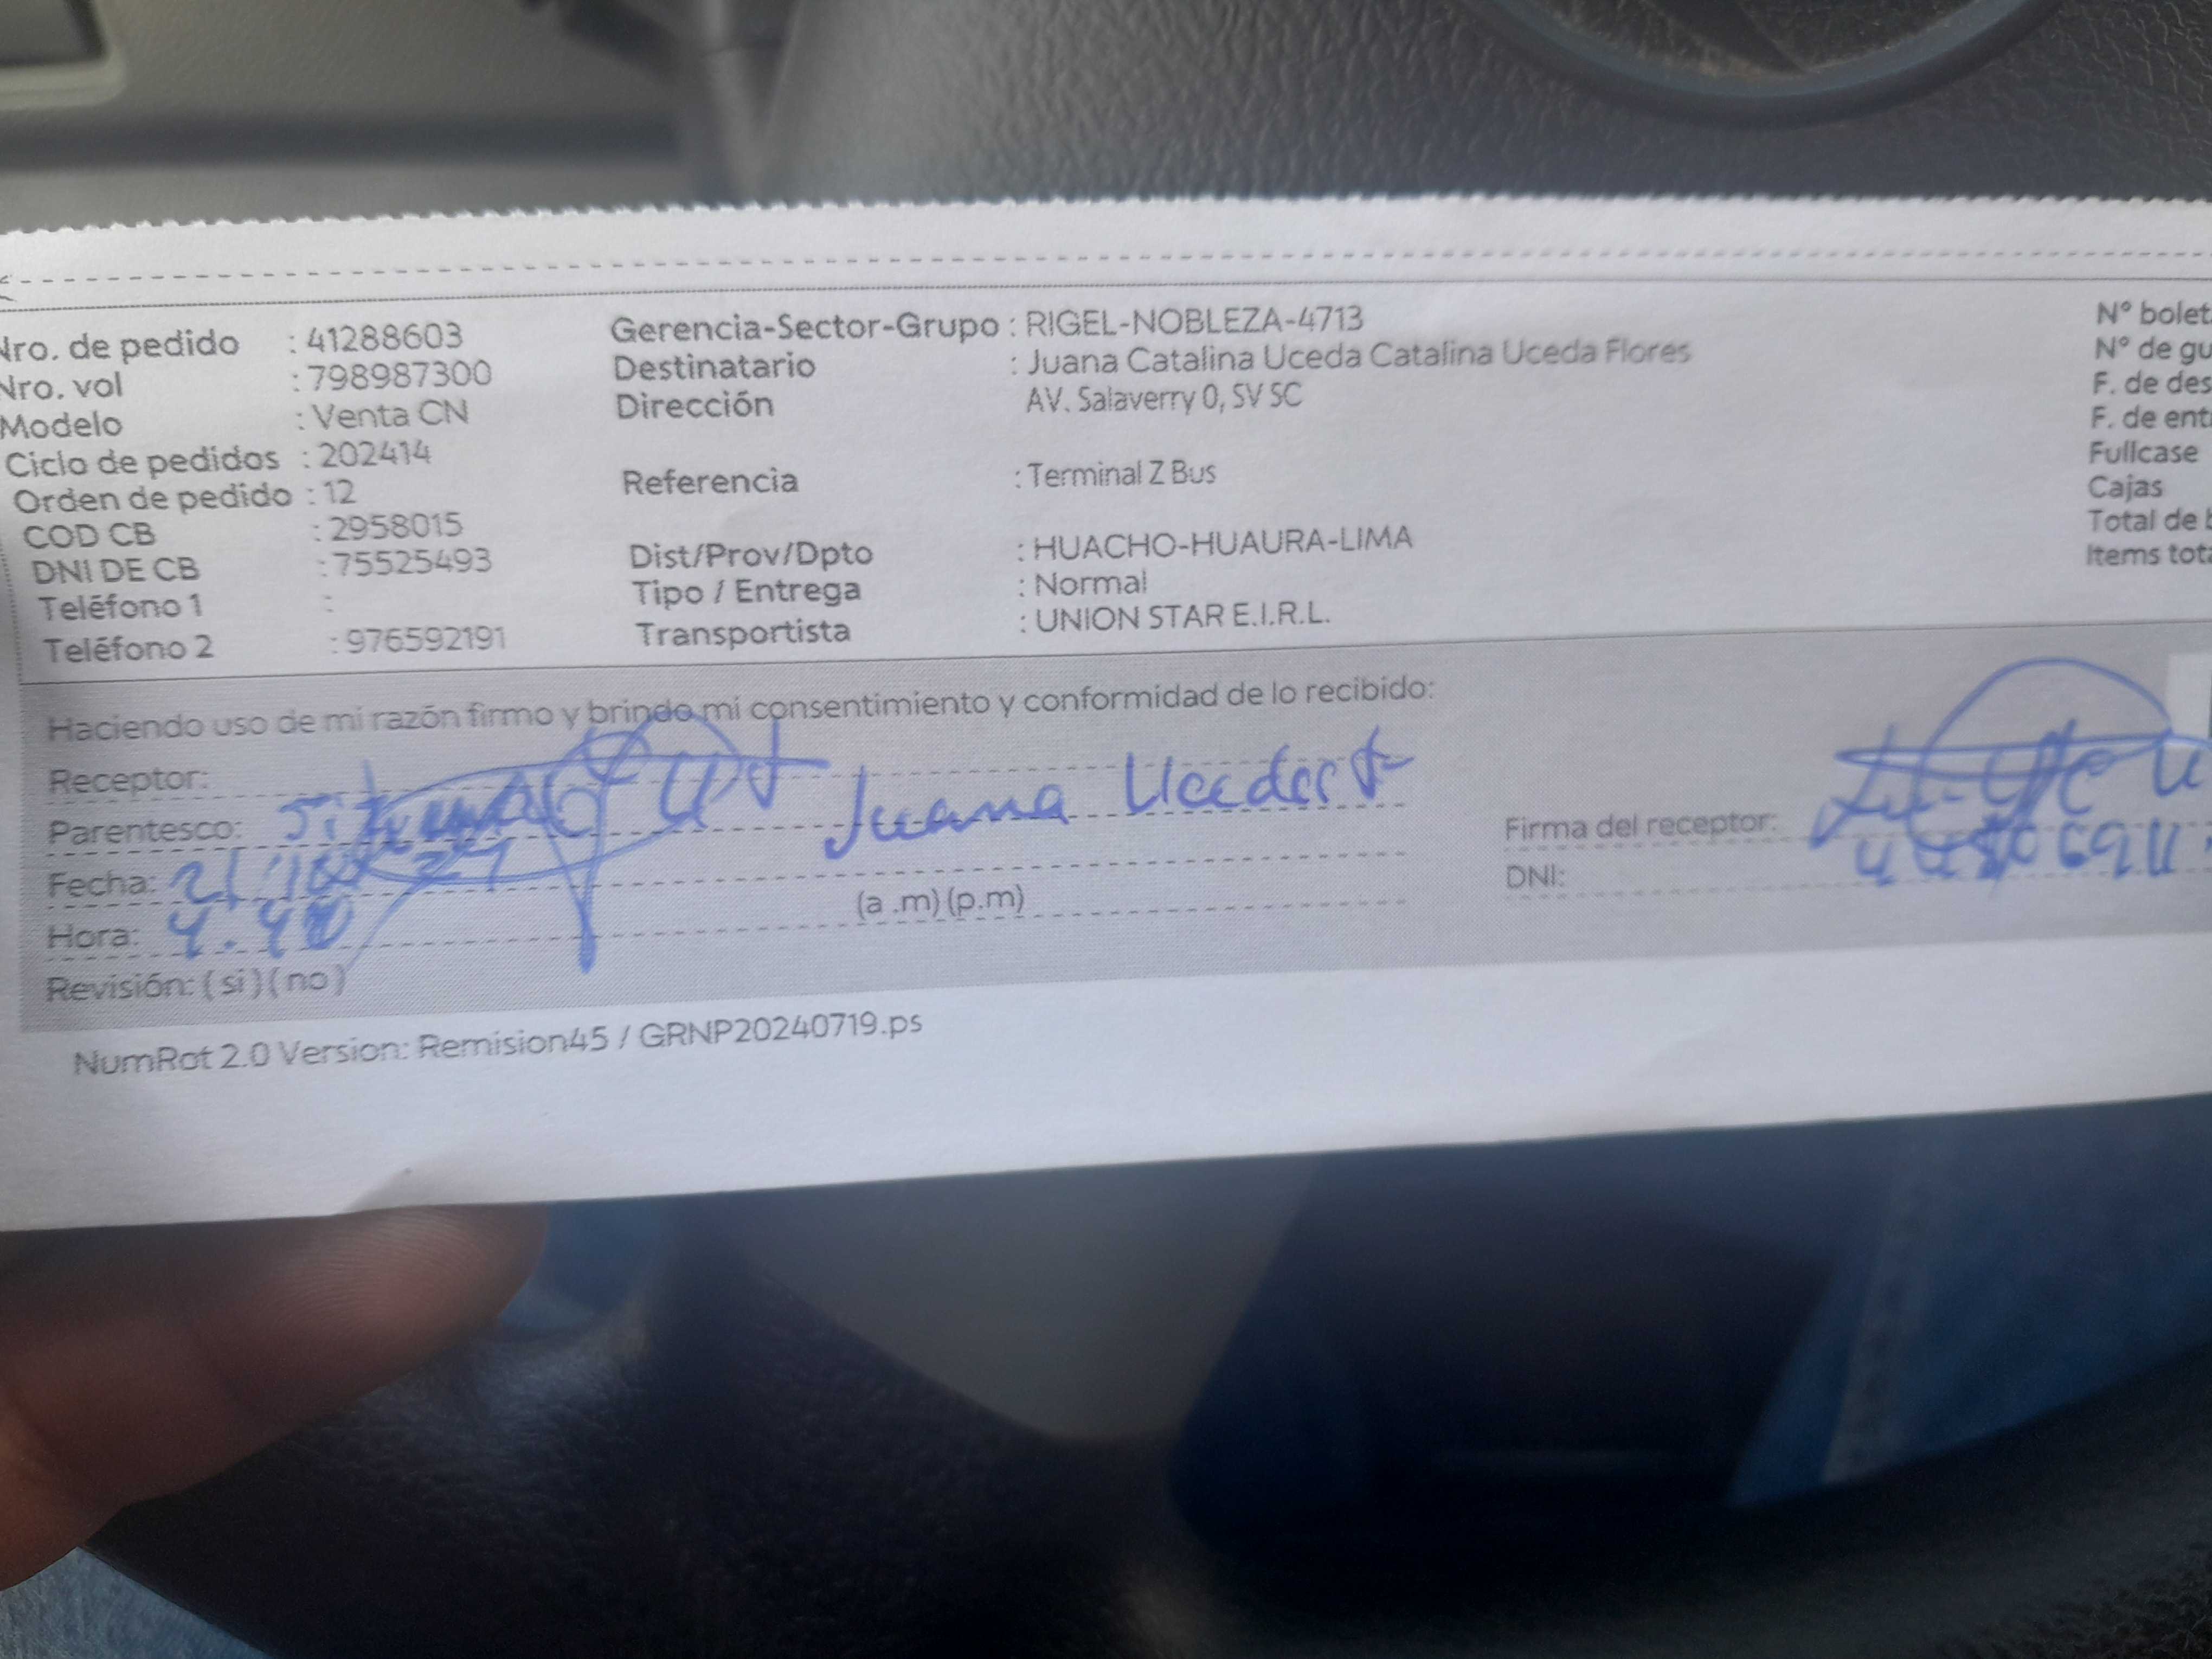 Nro. de pedido : 41288603 Gerencia-Sector-Grupo : RIGEL-NOBLEZA-4713 N° bolet
Nro. vol : 798987300 Destinatario : Juana Catalina Uceda Catalina Uceda Flores N° de gu
Modelo : Venta CN Dirección AV. Salaverry 0, SV SC F. de des
Ciclo de pedidos : 202414 F. de ent
Orden de pedido : 12 Referencia : Terminal Z Bus Fullcase
COD CB : 2958015 Cajas
DNI DE CB : 75525493 Dist/Prov/Dpto : HUACHO-HUAURA-LIMA Total de b
Teléfono 1 : Tipo / Entrega : Normal Items tota
Teléfono 2 : 976592191 Transportista : UNION STAR E.I.R.L.
Haciendo uso de mi razón firmo y brindo mi consentimiento y conformidad de lo recibido:
Receptor:
Parentesco: Juana Uceda F Firma del receptor:
Fecha: DNI:
Hora: (a .m) (p.m)
Revisión: ( si ) ( no )
NumRot 2.0 Version: Remision45 / GRNP20240719.ps